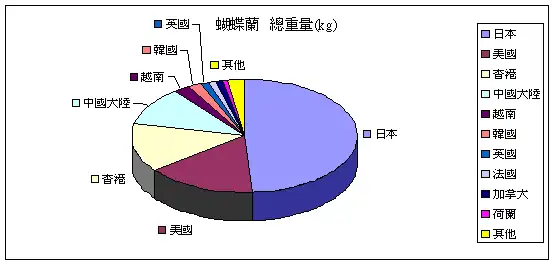 蝴蝶蘭 總重量(kg)
英國
韓國
越南
中國大陸
香港
美國
日本
其他
日本
美國
香港
中國大陸
越南
韓國
英國
法國
加拿大
荷蘭
其他